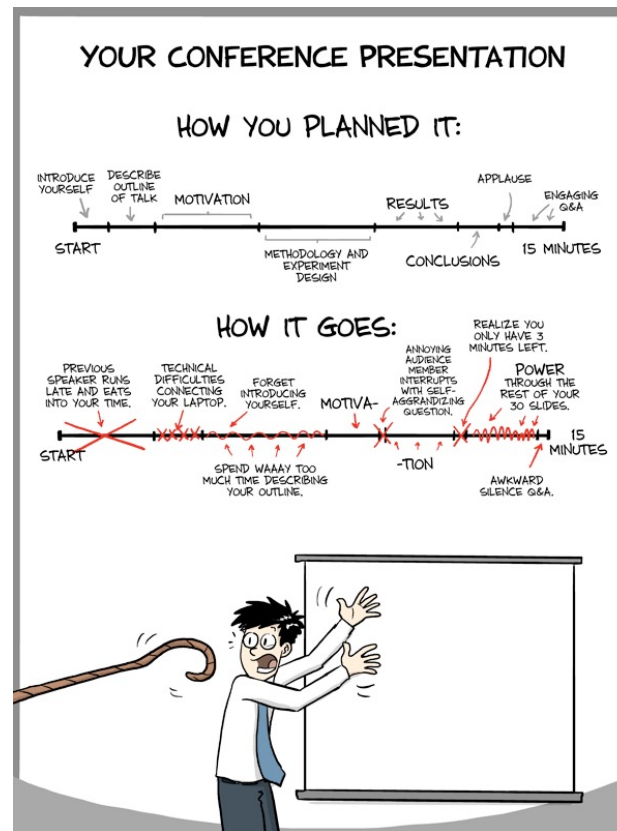 YOUR CONFERENCE PRESENTATION
HOW YOU PLANNED IT:
INTRODUCE
YOURSELF
DESCRIBE
OUTLINE
OF TALK
MOTIVATION
METHODOLOGY AND
EXPERIMENT
DESIGN
RESULTS
CONCLUSIONS
APPLAUSE
ENGAGING
Q&A
START
15 MINUTES
HOW IT GOES:
PREVIOUS
SPEAKER RUNS
LATE AND EATS
INTO YOUR TIME.
TECHNICAL
DIFFICULTIES
CONNECTING
YOUR LAPTOP.
FORGET
INTRODUCING
YOURSELF.
SPEND WAAAY TOO
MUCH TIME DESCRIBING
YOUR OUTLINE.
MOTIVA-
ANNOYING
AUDIENCE
MEMBER
INTERRUPTS
WITH SELF-
AGGRANDIZING
QUESTION.
-TION
REALIZE YOU
ONLY HAVE 3
MINUTES LEFT.
POWER
THROUGH THE
REST OF YOUR
30 SLIDES.
AWKWARD
SILENCE Q&A.
START
15
MINUTES